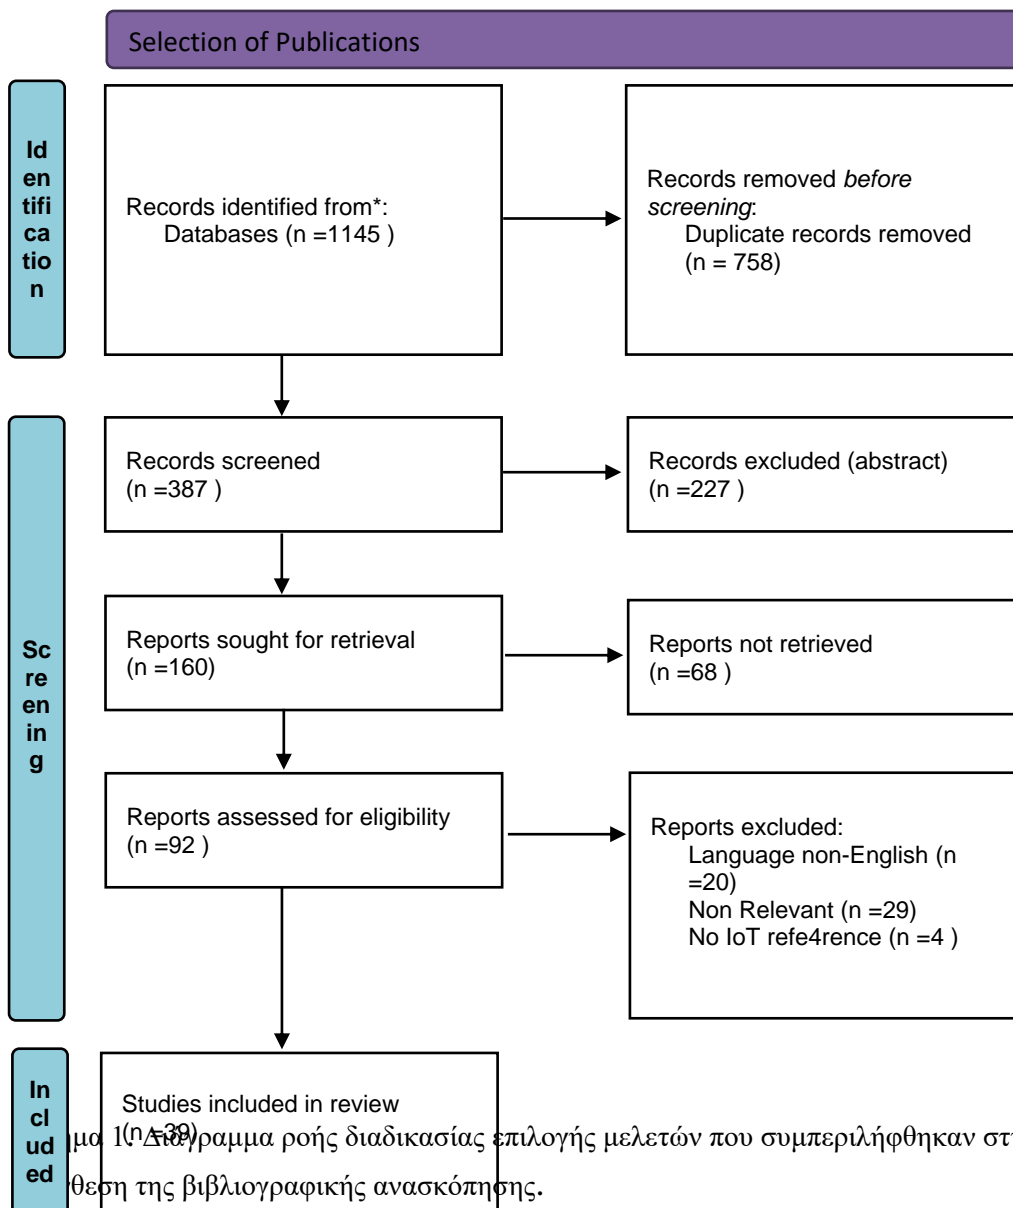 Selection of Publications
Id
en
tifi
ca
tio
n
Records identified from*:
Databases (n =1145 )
Records removed before
screening:
Duplicate records removed
(n = 758)
Sc
re
en
in
g
Records screened
(n =387 )
Records excluded (abstract)
(n =227 )
Reports sought for retrieval
(n =160)
Reports not retrieved
(n =68 )
Reports assessed for eligibility
(n =92 )
Reports excluded:
Language non-English (n
=20)
Non Relevant (n =29)
No IoT refe4rence (n =4 )
In
cl
ud
ed
Studies included in review
(n =39)
ημα 1. Διάγραμμα ροής διαδικασίας επιλογής μελετών που συμπεριλήφθηκαν στη
θεση της βιβλιογραφικής ανασκόπησης.